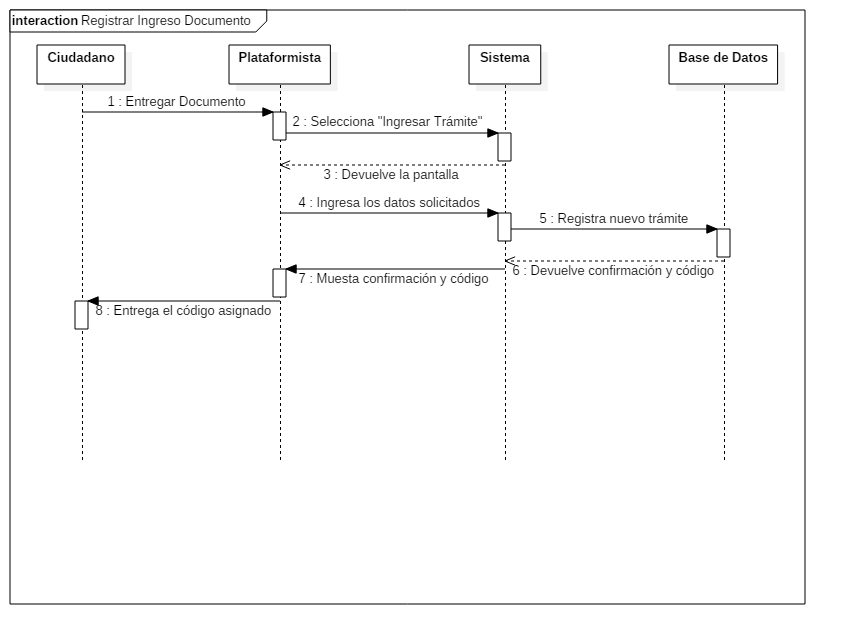 interaction Registrar Ingreso Documento
Ciudadano
Plataformista
Sistema
Base de Datos
1 : Entregar Documento
2 : Selecciona "Ingresar Trámite"
3 : Devuelve la pantalla
4 : Ingresa los datos solicitados
5 : Registra nuevo trámite
6 : Devuelve confirmación y código
7 : Muesta confirmación y código
8 : Entrega el código asignado